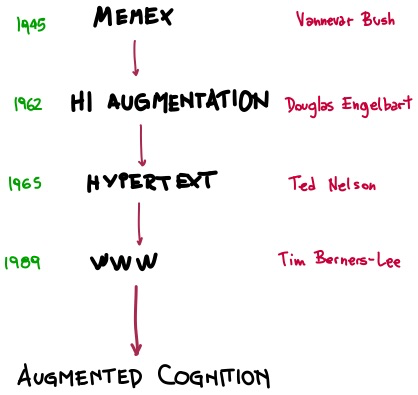 1945 MEMEX Vannevar Bush
1962 HI AUGMENTATION Douglas Engelbart
1965 HYPERTEXT Ted Nelson
1989 WWW Tim Berners-Lee
AUGMENTED COGNITION